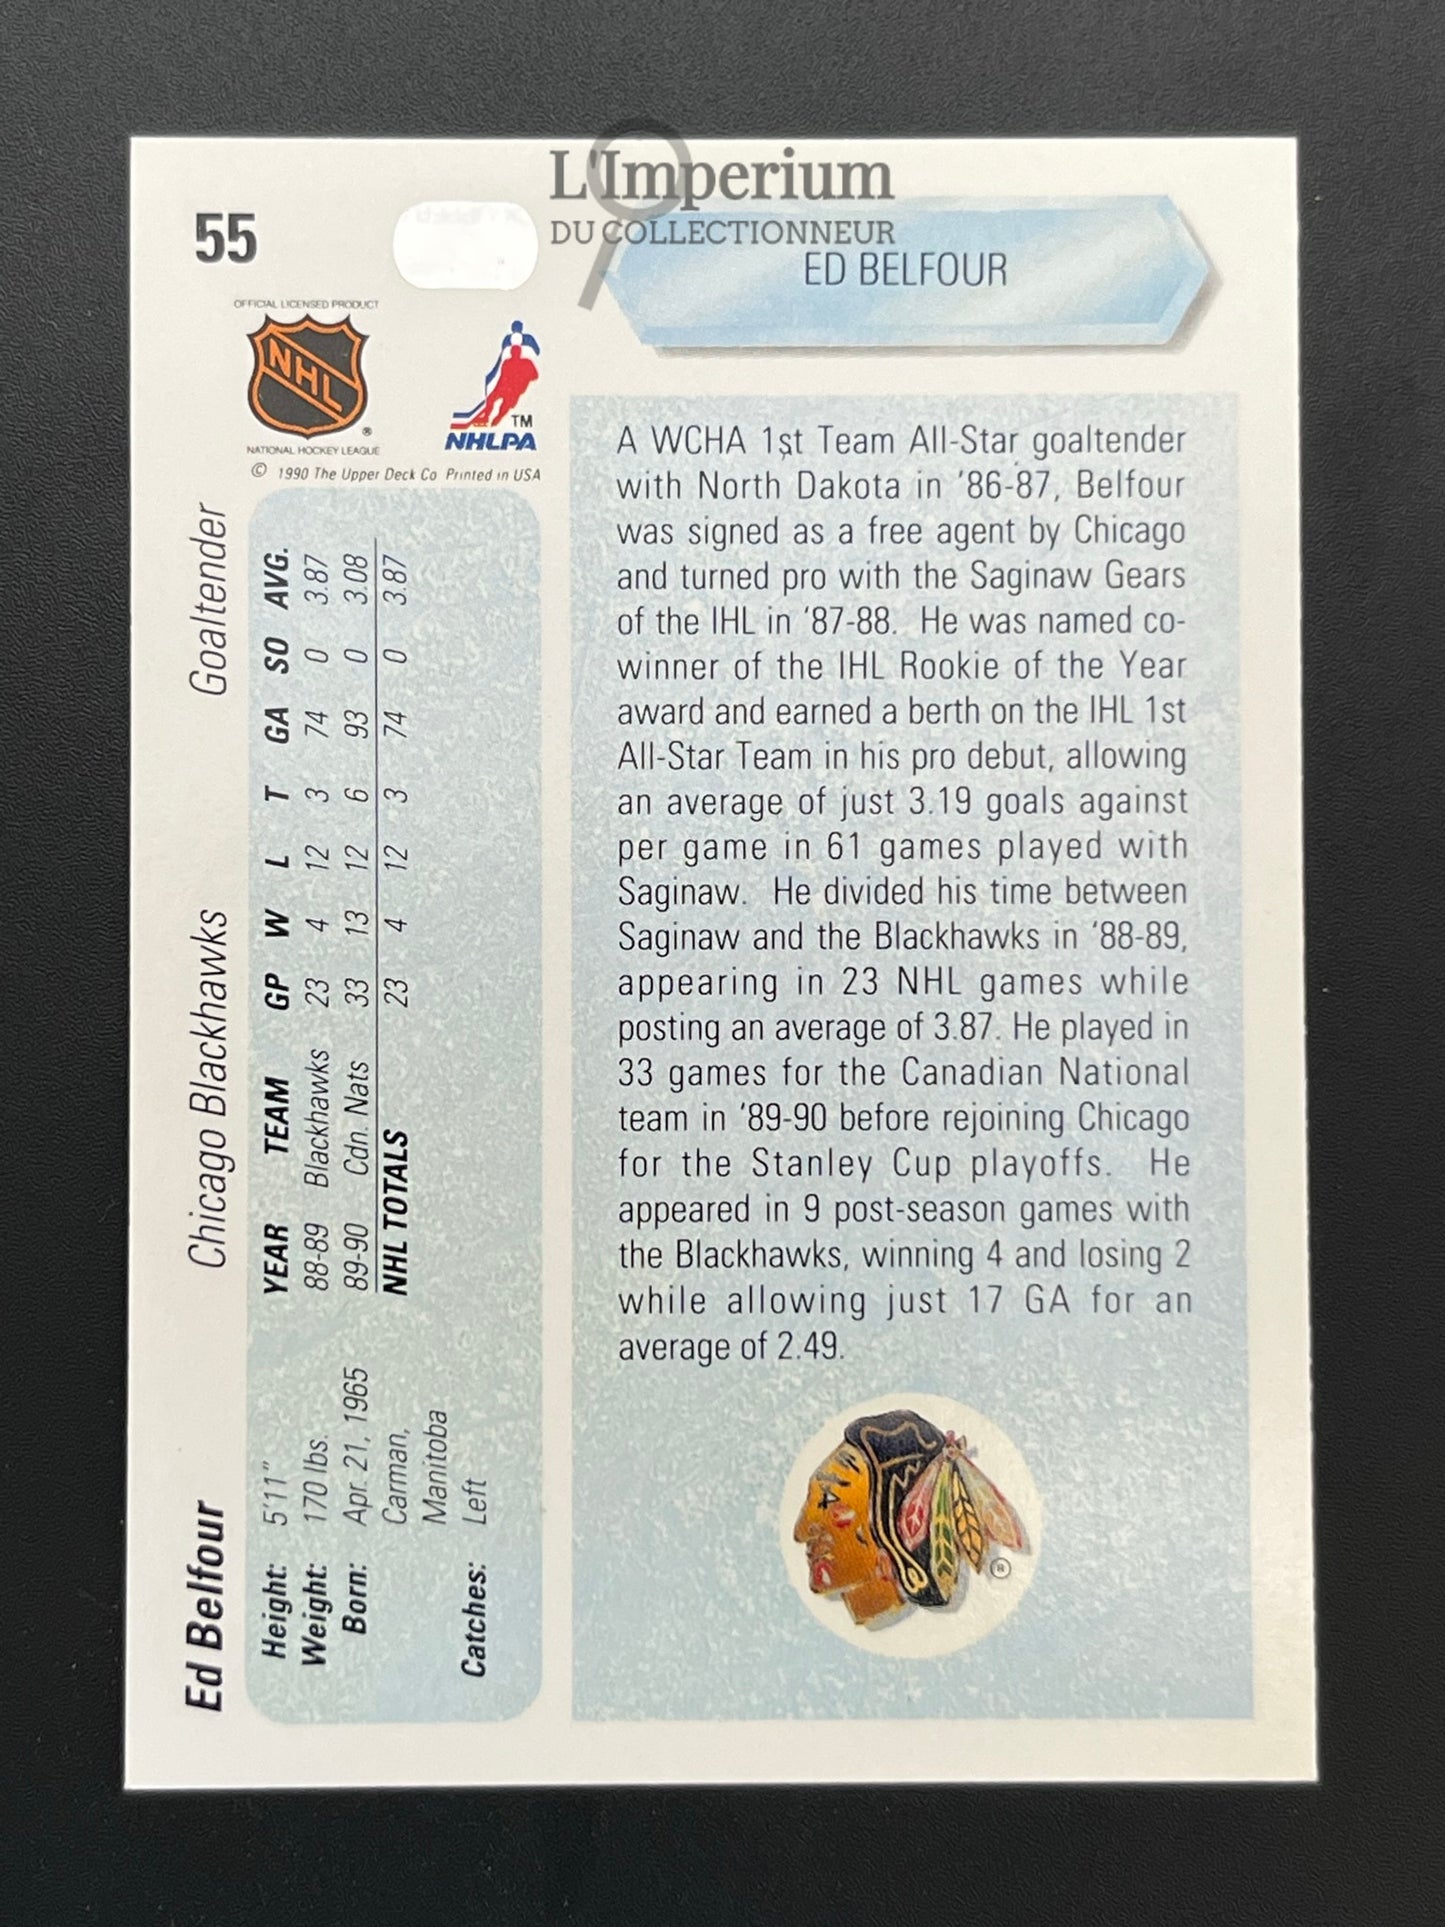 L'Imperium
DU COLLECTIONNEUR
55
ED BELFOUR
OFFICIAL LICENSED PRODUCT
NHL
®
NATIONAL HOCKEY LEAGUE
TM
NHLPA
© 1990 The Upper Deck Co. Printed in USA
Ed Belfour Chicago Blackhawks Goaltender
Height: 5'11"
Weight: 170 lbs.
Born: Apr. 21, 1965
Carman,
Manitoba
Catches: Left
YEAR TEAM GP W L T GA SO AVG.
88-89 Blackhawks 23 4 12 3 74 0 3.87
89-90 Cdn. Nats 33 13 12 6 93 0 3.08
NHL TOTALS 23 4 12 3 74 0 3.87
A WCHA 1st Team All-Star goaltender
with North Dakota in '86-87, Belfour
was signed as a free agent by Chicago
and turned pro with the Saginaw Gears
of the IHL in '87-88. He was named co-
winner of the IHL Rookie of the Year
award and earned a berth on the IHL 1st
All-Star Team in his pro debut, allowing
an average of just 3.19 goals against
per game in 61 games played with
Saginaw. He divided his time between
Saginaw and the Blackhawks in '88-89,
appearing in 23 NHL games while
posting an average of 3.87. He played in
33 games for the Canadian National
team in '89-90 before rejoining Chicago
for the Stanley Cup playoffs. He
appeared in 9 post-season games with
the Blackhawks, winning 4 and losing 2
while allowing just 17 GA for an
average of 2.49.
®